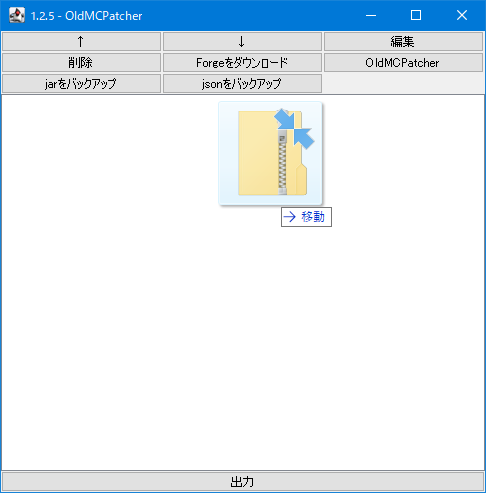 1.2.5 - OldMCPatcher
↑
↓
編集
削除
Forgeをダウンロード
OldMCPatcher
jarをバックアップ
jsonをバックアップ
移動
出力